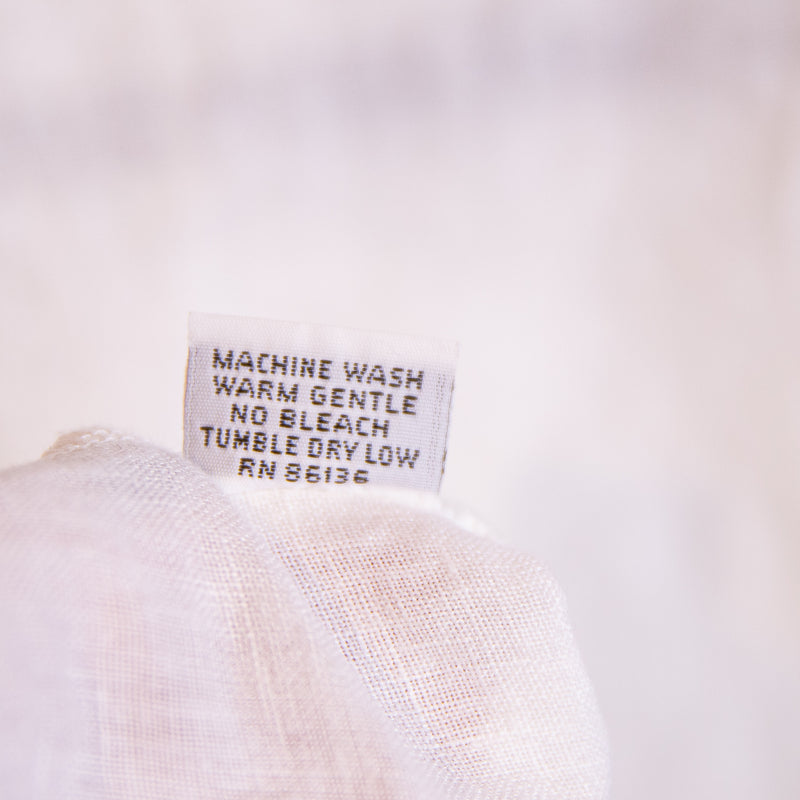 MACHINE WASH
WARM GENTLE
NO BLEACH
TUMBLE DRY LOW
RN 86136